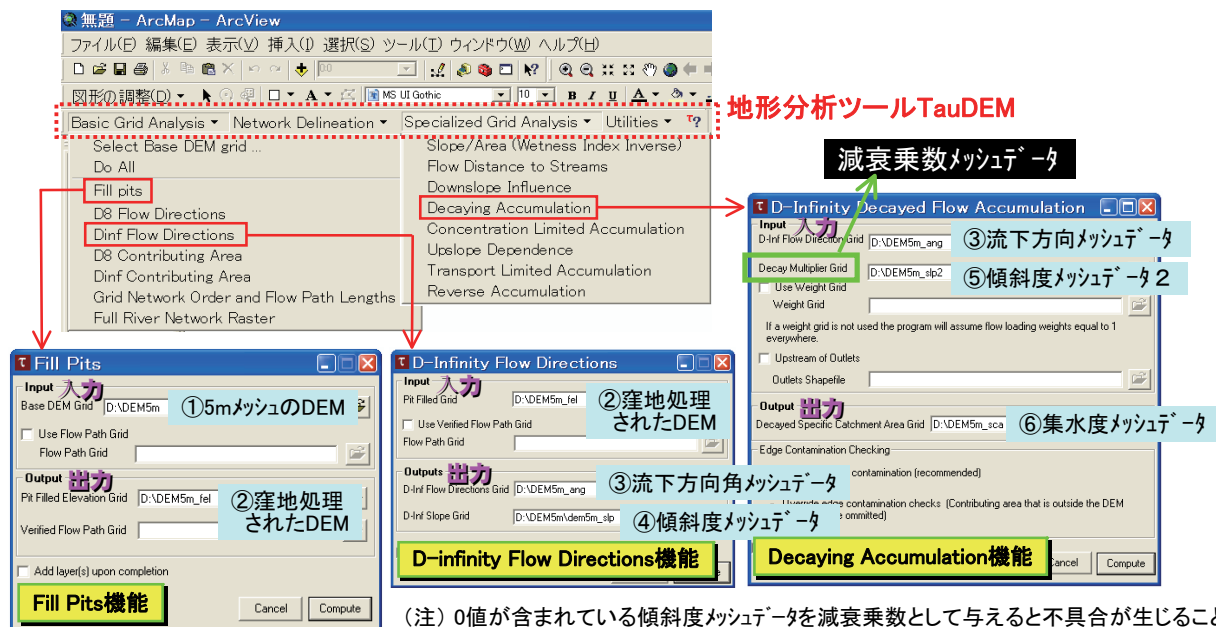 無題 - ArcMap - ArcView
ファイル(F) 編集(E) 表示(V) 挿入(I) 選択(S) ツール(T) ウィンドウ(W) ヘルプ(H)
図形の調整(D) MS UI Gothic 10 B I U A
地形分析ツールTauDEM
Basic Grid Analysis Network Delineation Specialized Grid Analysis Utilities
Select Base DEM grid ...
Do All
Fill pits
D8 Flow Directions
Dinf Flow Directions
D8 Contributing Area
Dinf Contributing Area
Grid Network Order and Flow Path Lengths
Full River Network Raster
Slope/Area (Wetness Index Inverse)
Flow Distance to Streams
Downslope Influence
Decaying Accumulation
Concentration Limited Accumulation
Upslope Dependence
Transport Limited Accumulation
Reverse Accumulation
減衰乗数メッシュデータ
D-Infinity Decayed Flow Accumulation
Input 入力
D-Inf Flow Direction Grid D:\DEM5m_ang ③流下方向メッシュデータ
Decay Multiplier Grid D:\DEM5m_slp2 ⑤傾斜度メッシュデータ2
Use Weight Grid
Weight Grid
If a weight grid is not used the program will assume flow loading weights equal to 1
everywhere.
Upstream of Outlets
Outlets Shapefile
Output 出力
Decayed Specific Catchment Area Grid D:\DEM5m_sca ⑥集水度メッシュデータ
Edge Contamination Checking
contamination (recommended)
Override edge contamination checks (Contributing area that is outside the DEM
ommitted)
Decaying Accumulation機能
Cancel Compute
Fill Pits
Input 入力
Base DEM Grid D:\DEM5m ①5mメッシュのDEM
Use Flow Path Grid
Flow Path Grid
Output 出力
Pit Filled Elevation Grid D:\DEM5m_fel ②窪地処理
されたDEM
Verified Flow Path Grid
Add layer(s) upon completion
Fill Pits機能
Cancel Compute
D-Infinity Flow Directions
Input 入力
Pit Filled Grid D:\DEM5m_fel ②窪地処理
されたDEM
Use Verified Flow Path Grid
Flow Path Grid
Outputs 出力
D-Inf Flow Directions Grid D:\DEM5m_ang ③流下方向角メッシュデータ
D-Inf Slope Grid D:\DEM5m\dem5m_slp ④傾斜度メッシュデータ
D-infinity Flow Directions機能
(注) 0値が含まれている傾斜度メッシュデータを減衰乗数として与えると不具合が生じること